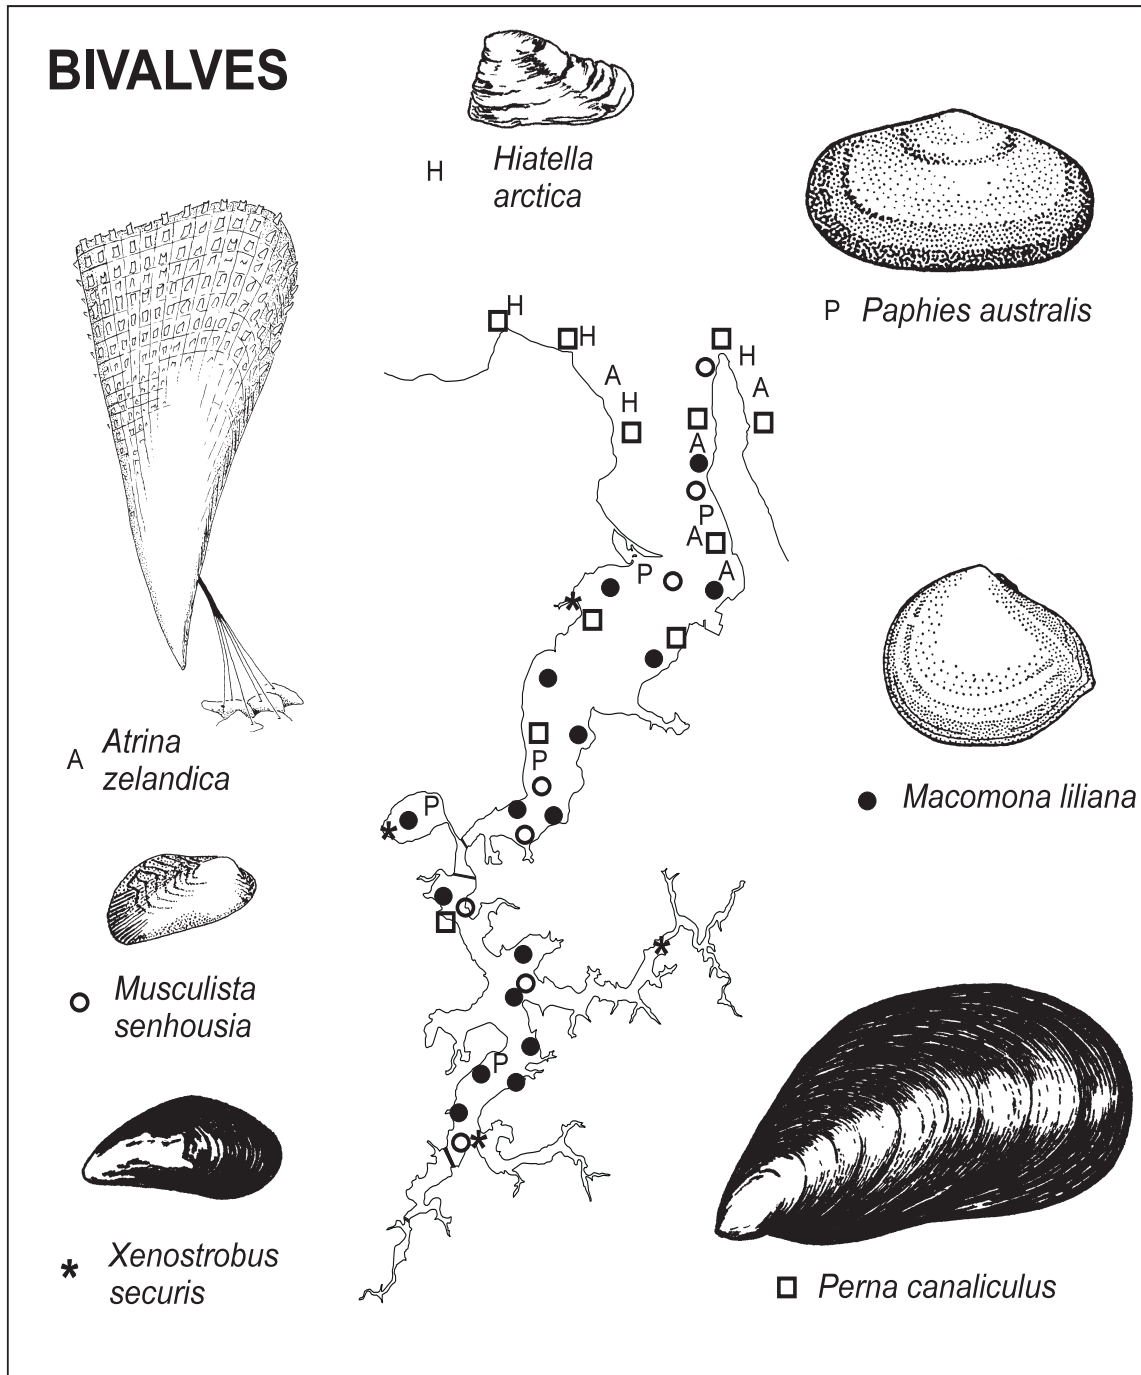 BIVALVES
H Hiatella
arctica
P Paphies australis
H
H
H
A
A
H
A
P
A
P
A
P
P
P
A Atrina
zelandica
Macomona liliana
Musculista
senhousia
* Xenostrobus
securis
Perna canaliculus
*
*
*
*